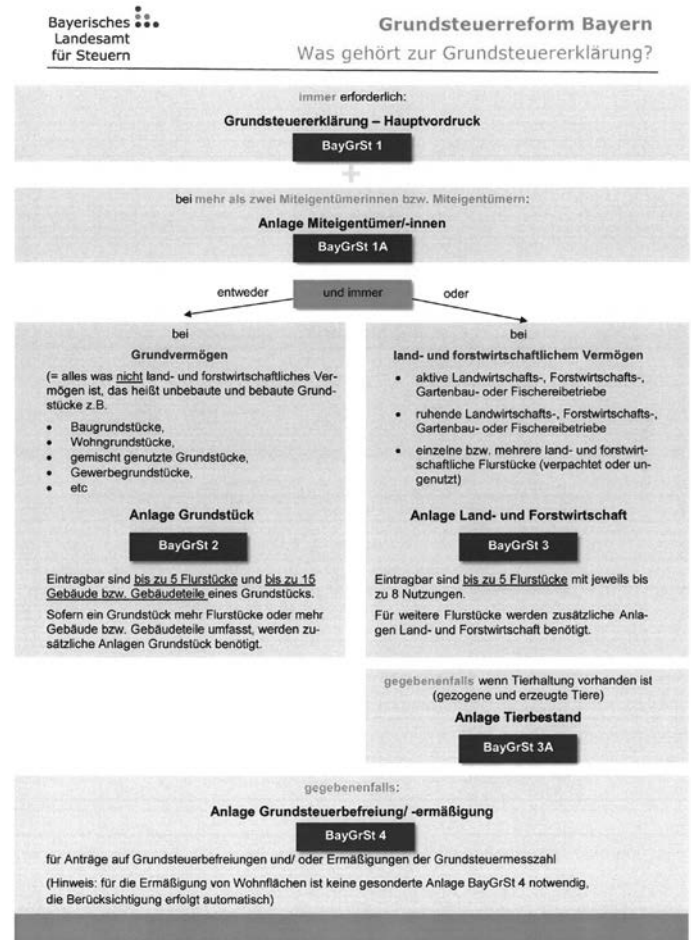 Bayerisches
Landesamt
für Steuern
Grundsteuerreform Bayern
Was gehört zur Grundsteuererklärung?
immer erforderlich:
Grundsteuererklärung – Hauptvordruck
BayGrSt 1
+
bei mehr als zwei Miteigentümerinnen bzw. Miteigentümern:
Anlage Miteigentümer/-innen
BayGrSt 1A
entweder
und immer
oder
bei
Grundvermögen
(= alles was nicht land- und forstwirtschaftliches Ver-
mögen ist, das heißt unbebaute und bebaute Grund-
stücke z.B.
• Baugrundstücke,
• Wohngrundstücke,
• gemischt genutzte Grundstücke,
• Gewerbegrundstücke,
• etc
Anlage Grundstück
BayGrSt 2
Eintragbar sind bis zu 5 Flurstücke und bis zu 15
Gebäude bzw. Gebäudeteile eines Grundstücks.
Sofern ein Grundstück mehr Flurstücke oder mehr
Gebäude bzw. Gebäudeteile umfasst, werden zu-
sätzliche Anlagen Grundstück benötigt.
bei
land- und forstwirtschaftlichem Vermögen
• aktive Landwirtschafts-, Forstwirtschafts-,
Gartenbau- oder Fischereibetriebe
• ruhende Landwirtschafts-, Forstwirtschafts-,
Gartenbau- oder Fischereibetriebe
• einzelne bzw. mehrere land- und forstwirt-
schaftliche Flurstücke (verpachtet oder un-
genutzt)
Anlage Land- und Forstwirtschaft
BayGrSt 3
Eintragbar sind bis zu 5 Flurstücke mit jeweils bis
zu 8 Nutzungen.
Für weitere Flurstücke werden zusätzliche Anla-
gen Land- und Forstwirtschaft benötigt.
gegebenenfalls wenn Tierhaltung vorhanden ist
(gezogene und erzeugte Tiere)
Anlage Tierbestand
BayGrSt 3A
gegebenenfalls:
Anlage Grundsteuerbefreiung/ -ermäßigung
BayGrSt 4
für Anträge auf Grundsteuerbefreiungen und/ oder Ermäßigungen der Grundsteuermesszahl
(Hinweis: für die Ermäßigung von Wohnflächen ist keine gesonderte Anlage BayGrSt 4 notwendig,
die Berücksichtigung erfolgt automatisch)